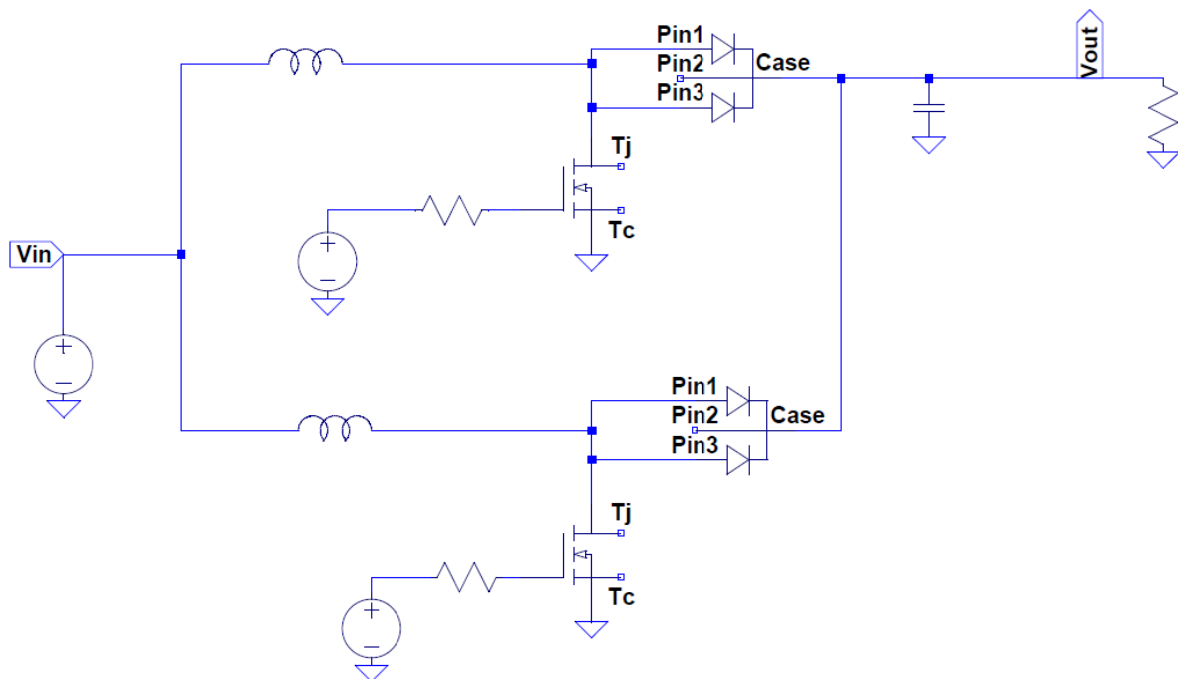 Vout
Pin1
Pin2
Case
Pin3
Tj
Tc
Vin
Pin1
Pin2
Case
Pin3
Tj
Tc